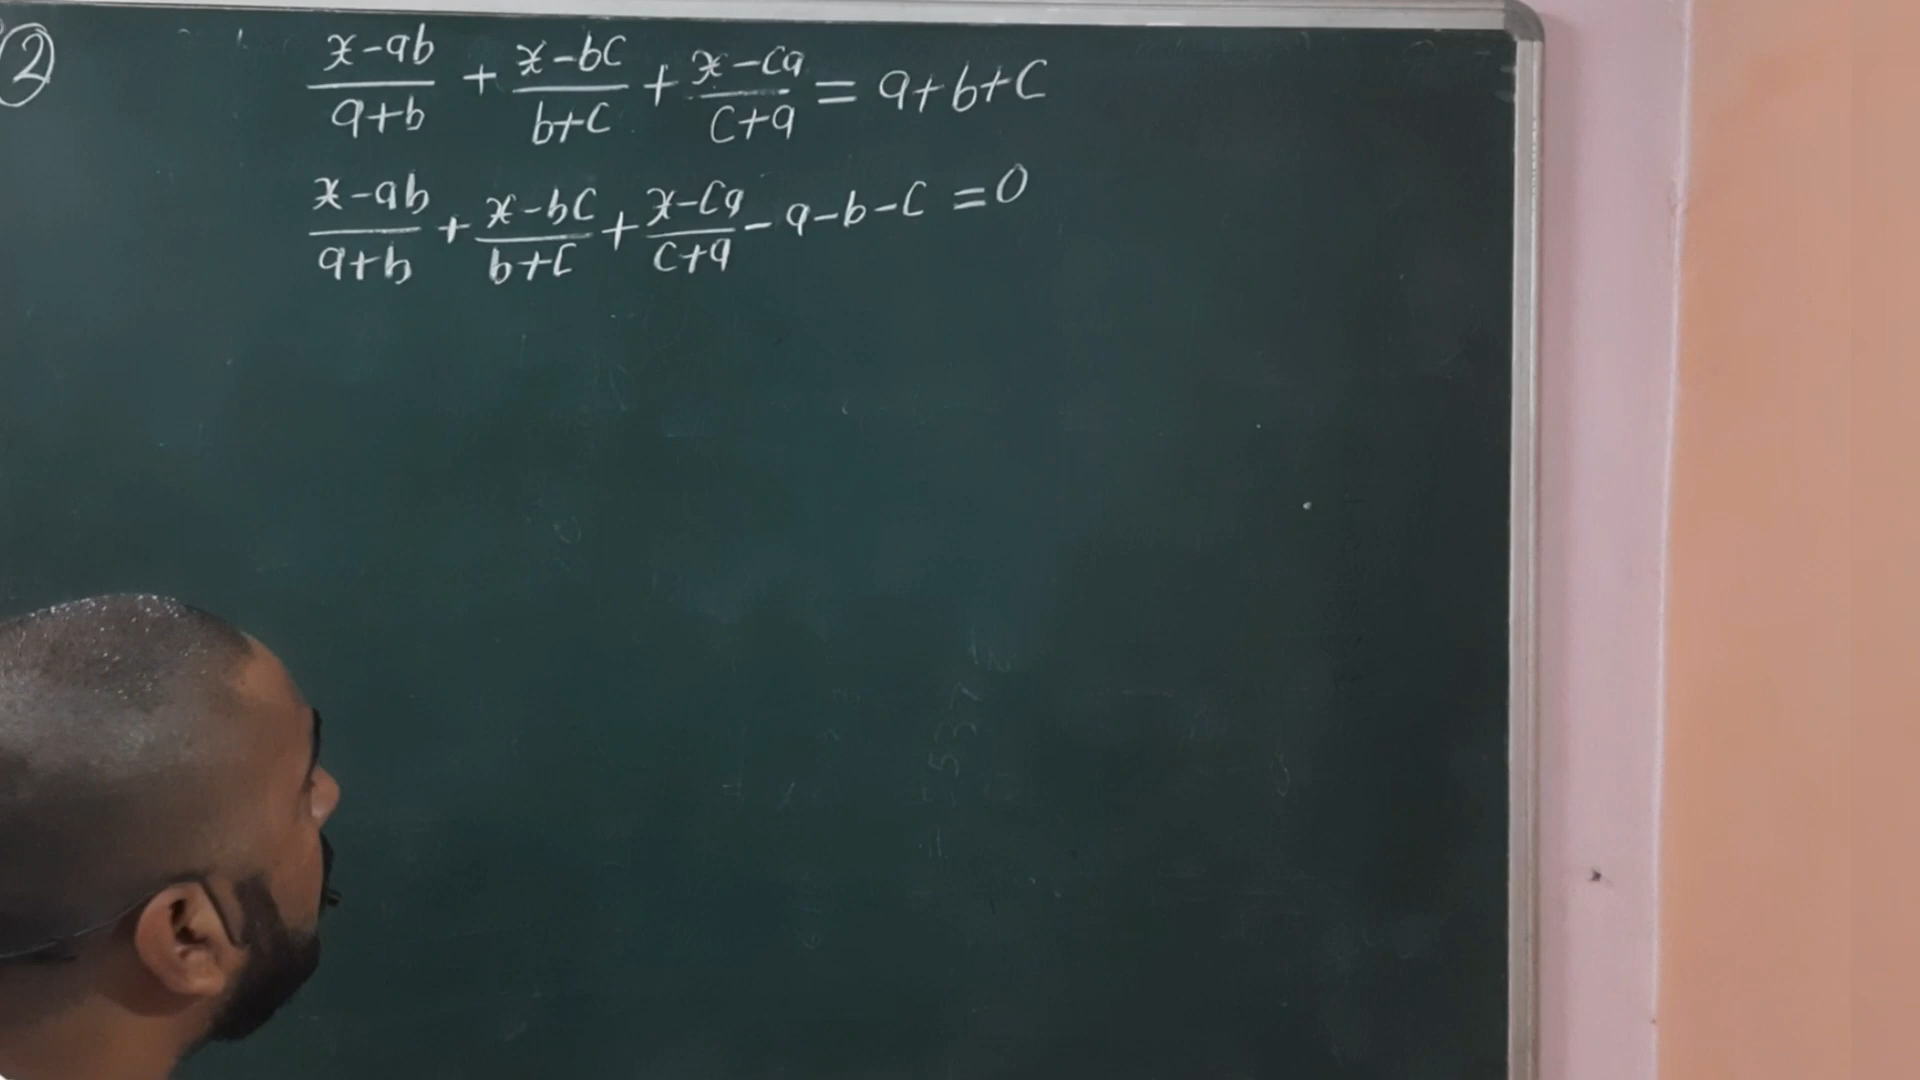 ②
x-ab/a+b + x-bc/b+c + x-ca/c+a = a+b+c
x-ab/a+b + x-bc/b+c + x-ca/c+a - a-b-c = 0